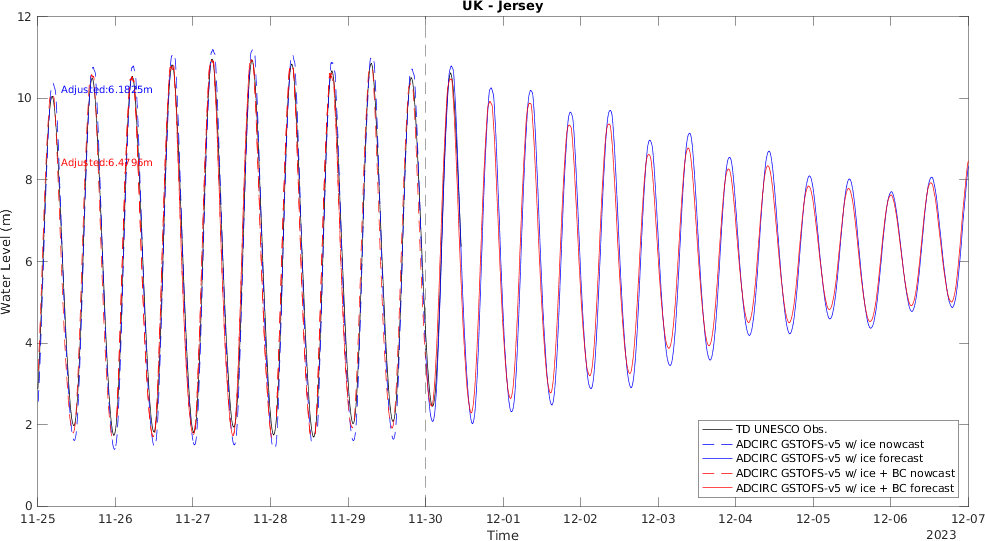 UK - Jersey
12
10
8
6
4
2
0
Water Level (m)
Adjusted:6.1825m
Adjusted:6.4796m
TD UNESCO Obs.
ADCIRC GSTOFS-v5 w/ ice nowcast
ADCIRC GSTOFS-v5 w/ ice forecast
ADCIRC GSTOFS-v5 w/ ice + BC nowcast
ADCIRC GSTOFS-v5 w/ ice + BC forecast
11-25 11-26 11-27 11-28 11-29 11-30 12-01 12-02 12-03 12-04 12-05 12-06 12-07
Time
2023